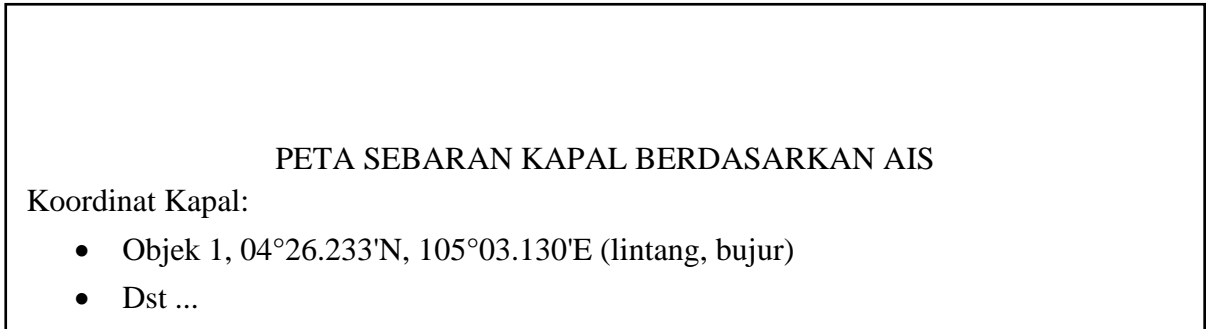 PETA SEBARAN KAPAL BERDASARKAN AIS
Koordinat Kapal:
• Objek 1, 04°26.233'N, 105°03.130'E (lintang, bujur)
• Dst ...